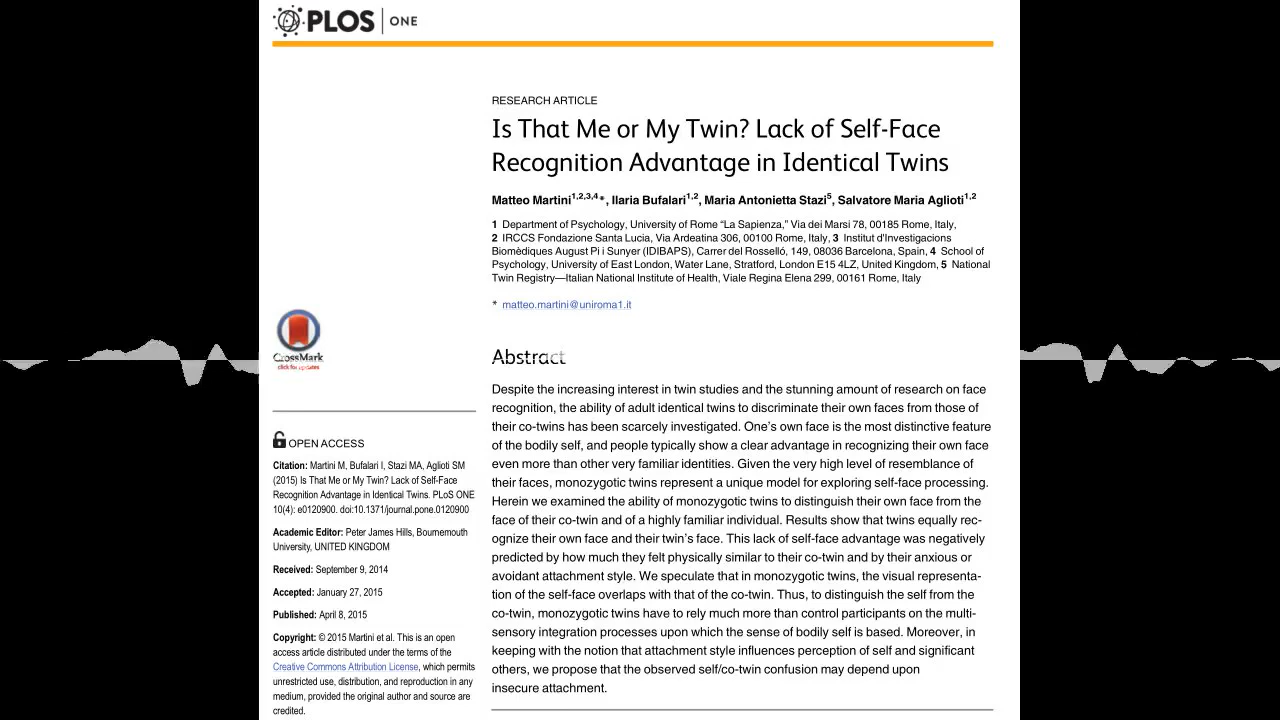 PLOS | ONE
RESEARCH ARTICLE
Is That Me or My Twin? Lack of Self-Face
Recognition Advantage in Identical Twins
Matteo Martini1,2,3,4*, Ilaria Bufalari1,2, Maria Antonietta Stazi5, Salvatore Maria Aglioti1,2
1 Department of Psychology, University of Rome “La Sapienza,” Via dei Marsi 78, 00185 Rome, Italy,
2 IRCCS Fondazione Santa Lucia, Via Ardeatina 306, 00100 Rome, Italy, 3 Institut d’Investigacions
Biomèdiques August Pi i Sunyer (IDIBAPS), Carrer del Rosselló, 149, 08036 Barcelona, Spain, 4 School of
Psychology, University of East London, Water Lane, Stratford, London E15 4LZ, United Kingdom, 5 National
Twin Registry—Italian National Institute of Health, Viale Regina Elena 299, 00161 Rome, Italy
* matteo.martini@uniroma1.it
CrossMark
click for updates
Abstract
Despite the increasing interest in twin studies and the stunning amount of research on face
recognition, the ability of adult identical twins to discriminate their own faces from those of
their co-twins has been scarcely investigated. One’s own face is the most distinctive feature
of the bodily self, and people typically show a clear advantage in recognizing their own face
even more than other very familiar identities. Given the very high level of resemblance of
their faces, monozygotic twins represent a unique model for exploring self-face processing.
Herein we examined the ability of monozygotic twins to distinguish their own face from the
face of their co-twin and of a highly familiar individual. Results show that twins equally rec-
ognize their own face and their twin’s face. This lack of self-face advantage was negatively
predicted by how much they felt physically similar to their co-twin and by their anxious or
avoidant attachment style. We speculate that in monozygotic twins, the visual representa-
tion of the self-face overlaps with that of the co-twin. Thus, to distinguish the self from the
co-twin, monozygotic twins have to rely much more than control participants on the multi-
sensory integration processes upon which the sense of bodily self is based. Moreover, in
keeping with the notion that attachment style influences perception of self and significant
others, we propose that the observed self/co-twin confusion may depend upon
insecure attachment.
OPEN ACCESS
Citation: Martini M, Bufalari I, Stazi MA, Aglioti SM
(2015) Is That Me or My Twin? Lack of Self-Face
Recognition Advantage in Identical Twins. PLoS ONE
10(4): e0120900. doi:10.1371/journal.pone.0120900
Academic Editor: Peter James Hills, Bournemouth
University, UNITED KINGDOM
Received: September 9, 2014
Accepted: January 27, 2015
Published: April 8, 2015
Copyright: © 2015 Martini et al. This is an open
access article distributed under the terms of the
Creative Commons Attribution License, which permits
unrestricted use, distribution, and reproduction in any
medium, provided the original author and source are
credited.